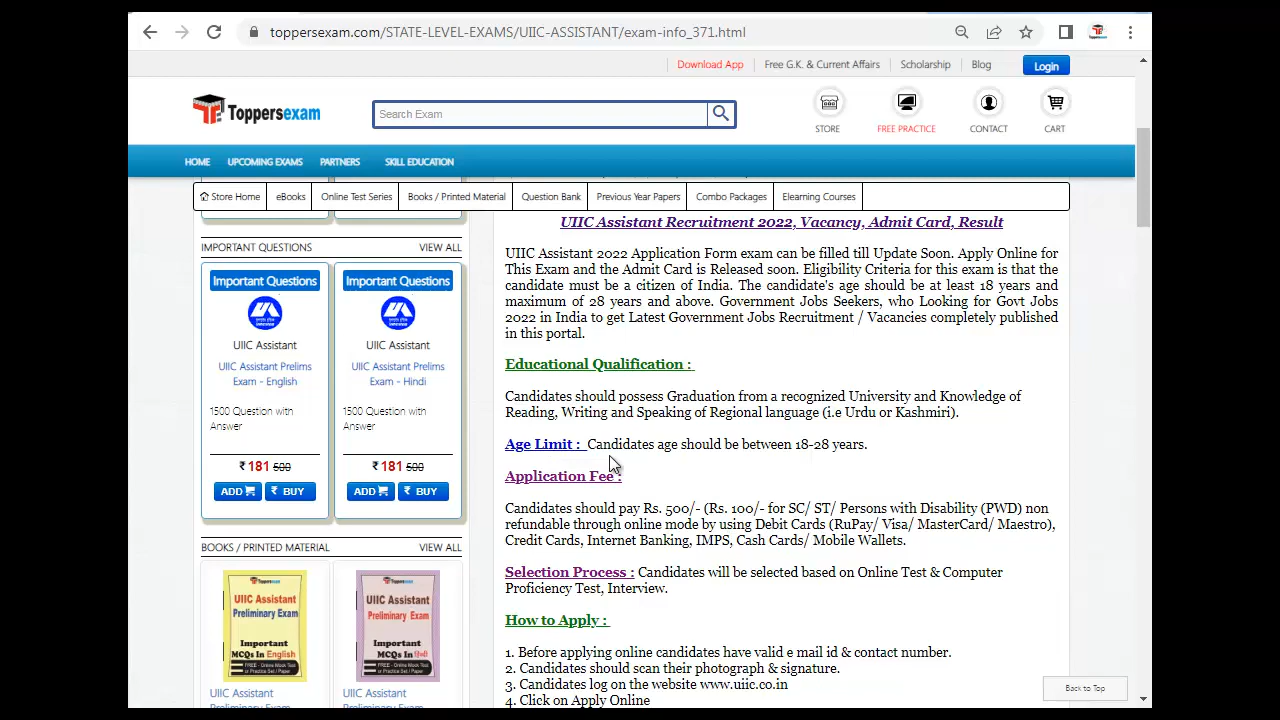 toppersexam.com/STATE-LEVEL-EXAMS/UIIC-ASSISTANT/exam-info_371.html
Download App
Free G.K. & Current Affairs
Scholarship
Blog
Login
Toppersexam
Search Exam
STORE
FREE PRACTICE
CONTACT
CART
HOME
UPCOMING EXAMS
PARTNERS
SKILL EDUCATION
Store Home
eBooks
Online Test Series
Books / Printed Material
Question Bank
Previous Year Papers
Combo Packages
Elearning Courses
IMPORTANT QUESTIONS
VIEW ALL
Important Questions
UIIC Assistant
UIIC Assistant Prelims
Exam - English
1500 Question with
Answer
₹ 181 500
ADD
₹ BUY
Important Questions
UIIC Assistant
UIIC Assistant Prelims
Exam - Hindi
1500 Question with
Answer
₹ 181 500
ADD
₹ BUY
BOOKS / PRINTED MATERIAL
VIEW ALL
Toppersexam
UIIC Assistant
Preliminary Exam
Important
MCQs In English
UIIC Assistant
Toppersexam
UIIC Assistant
Preliminary Exam
Important
MCQs In हिन्दी
UIIC Assistant
UIIC Assistant Recruitment 2022, Vacancy, Admit Card, Result
UIIC Assistant 2022 Application Form exam can be filled till Update Soon. Apply Online for
This Exam and the Admit Card is Released soon. Eligibility Criteria for this exam is that the
candidate must be a citizen of India. The candidate's age should be at least 18 years and
maximum of 28 years and above. Government Jobs Seekers, who Looking for Govt Jobs
2022 in India to get Latest Government Jobs Recruitment / Vacancies completely published
in this portal.
Educational Qualification :
Candidates should possess Graduation from a recognized University and Knowledge of
Reading, Writing and Speaking of Regional language (i.e Urdu or Kashmiri).
Age Limit : Candidates age should be between 18-28 years.
Application Fee :
Candidates should pay Rs. 500/- (Rs. 100/- for SC/ ST/ Persons with Disability (PWD) non
refundable through online mode by using Debit Cards (RuPay/ Visa/ MasterCard/ Maestro),
Credit Cards, Internet Banking, IMPS, Cash Cards/ Mobile Wallets.
Selection Process : Candidates will be selected based on Online Test & Computer
Proficiency Test, Interview.
How to Apply :
1. Before applying online candidates have valid e mail id & contact number.
2. Candidates should scan their photograph & signature.
3. Candidates log on the website www.uiic.co.in
4. Click on Apply Online
Back to Top